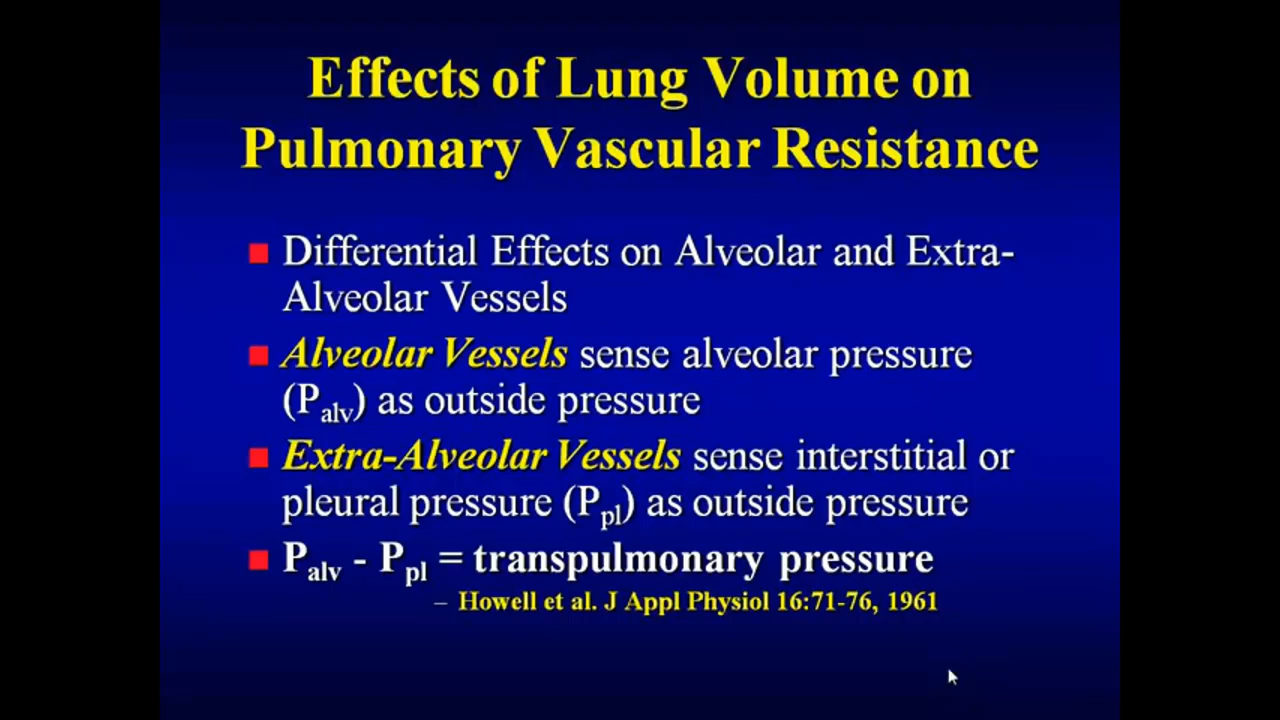 Effects of Lung Volume on
Pulmonary Vascular Resistance
Differential Effects on Alveolar and Extra-
Alveolar Vessels
Alveolar Vessels sense alveolar pressure
(Palv) as outside pressure
Extra-Alveolar Vessels sense interstitial or
pleural pressure (Ppl) as outside pressure
Palv - Ppl = transpulmonary pressure
– Howell et al. J Appl Physiol 16:71-76, 1961